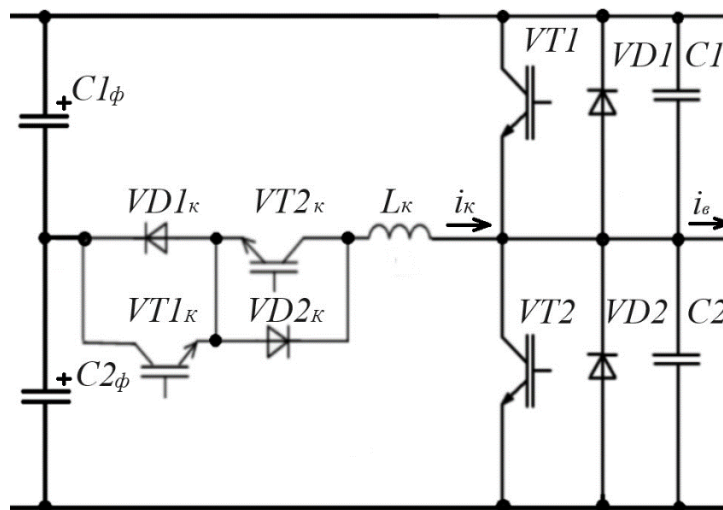 VT1
VD1 C1
+ C1ф
VD1к VT2к Lк iк iв
VT1к VD2к VT2 VD2 C2
+ C2ф